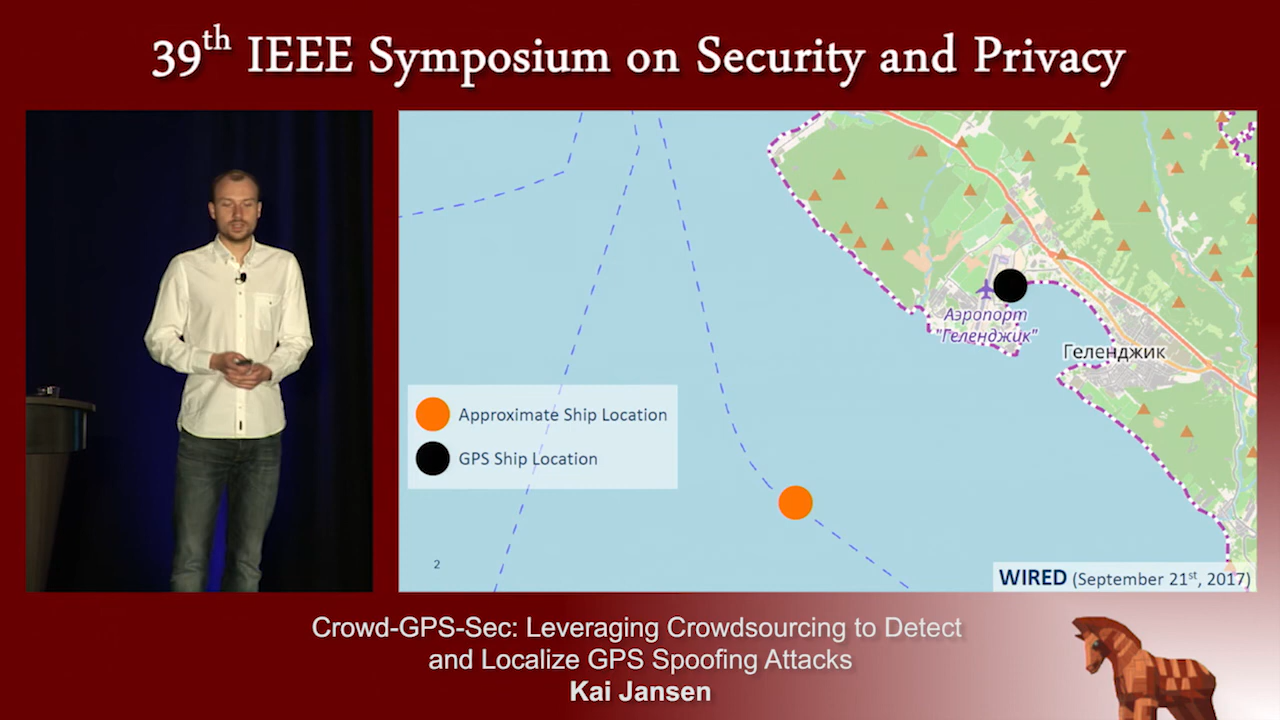 39th IEEE Symposium on Security and Privacy
Аэропорт
"Геленджик"
Геленджик
Approximate Ship Location
GPS Ship Location
2
WIRED (September 21st, 2017)
Crowd-GPS-Sec: Leveraging Crowdsourcing to Detect
and Localize GPS Spoofing Attacks
Kai Jansen